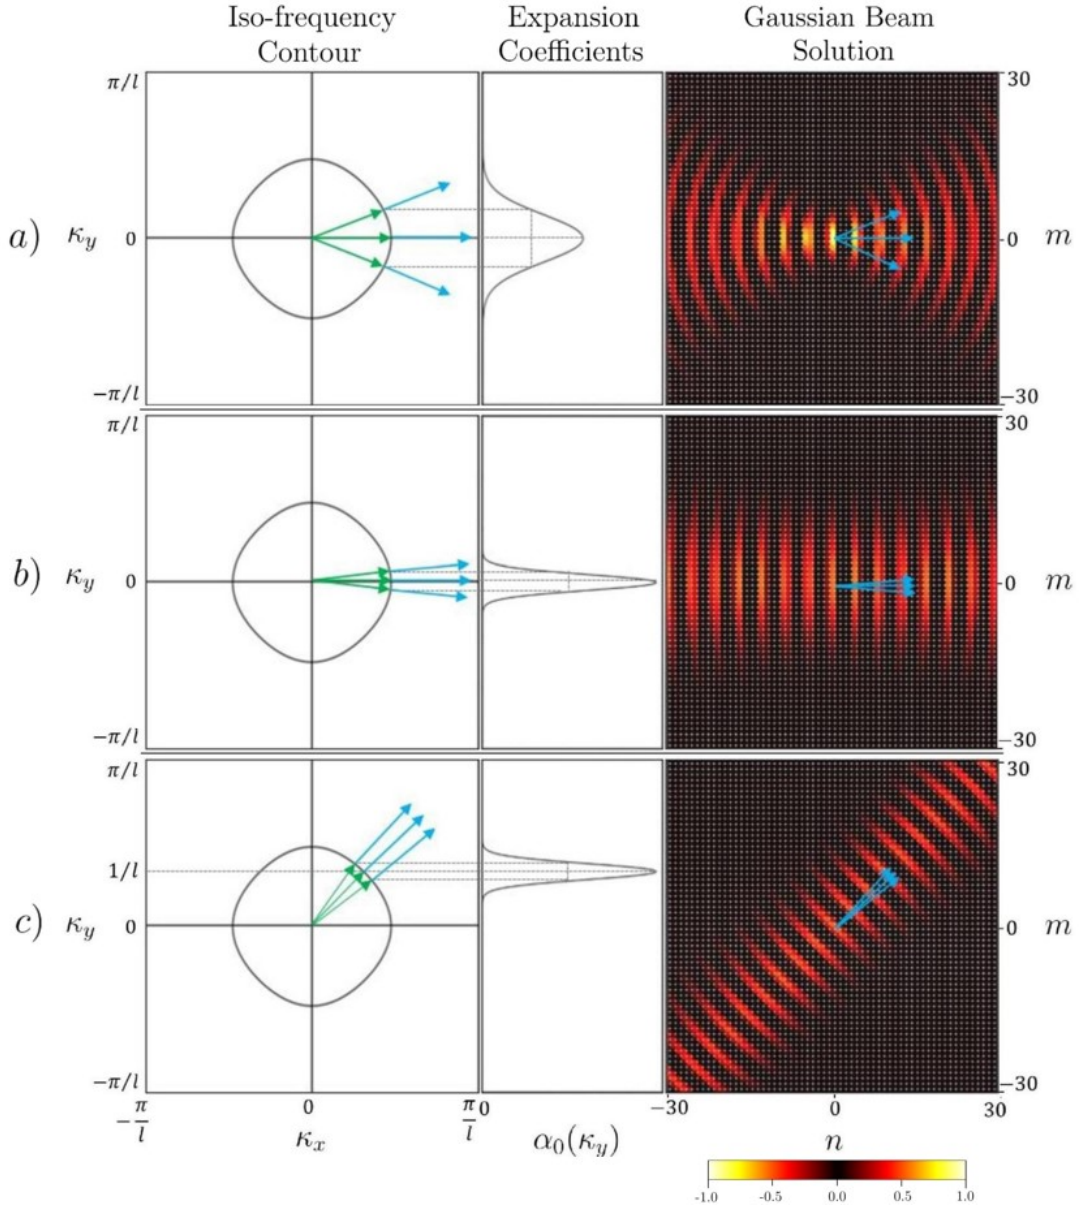 Iso-frequency Contour
Expansion Coefficients
Gaussian Beam Solution
a)
κ_y
π/l
0
−π/l
30
0
−30
m
b)
κ_y
π/l
0
−π/l
30
0
−30
m
c)
κ_y
π/l
1/l
0
−π/l
30
0
−30
m
−π/l
0
π/l
κ_x
0
α₀(κ_y)
−30
0
30
n
-1.0
-0.5
0.0
0.5
1.0